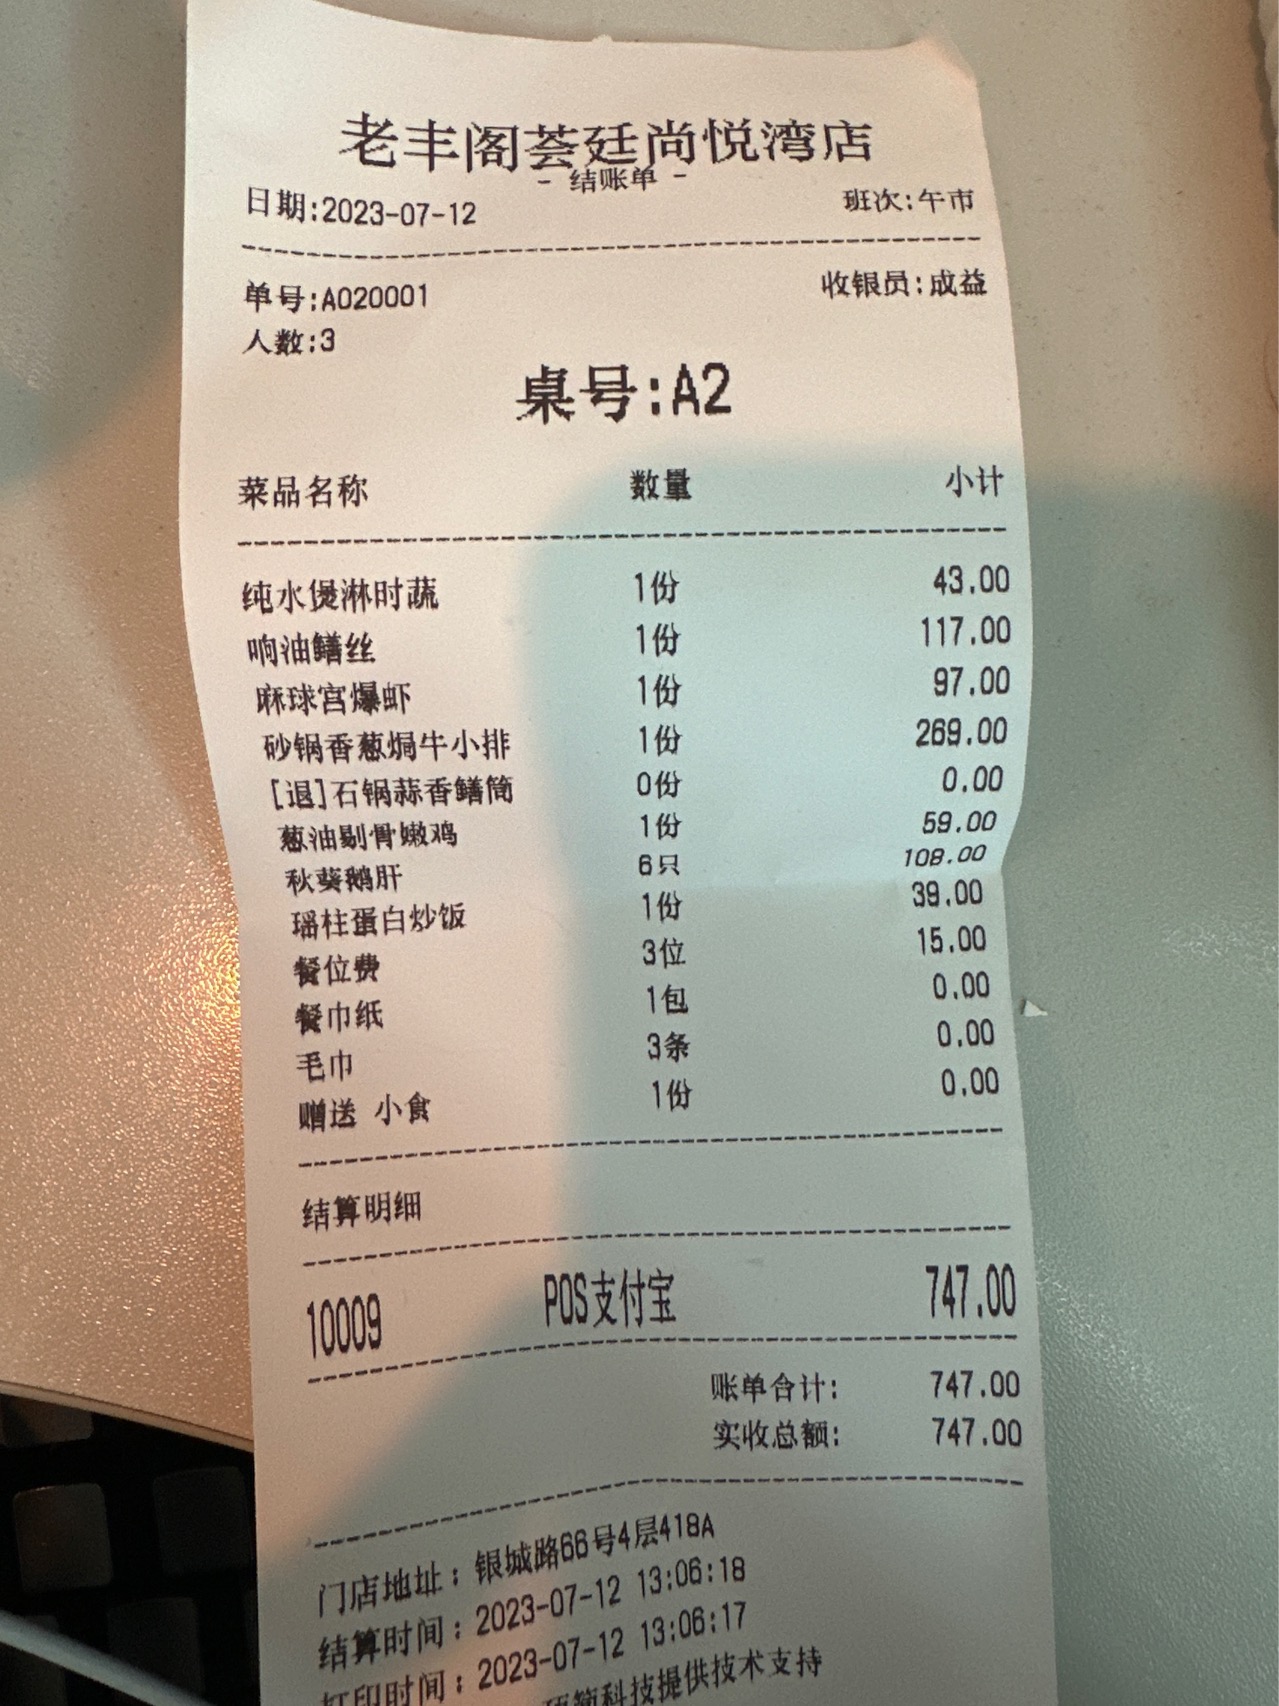 老丰阁荟廷尚悦湾店
- 结账单 -
日期:2023-07-12 班次:午市
单号:A020001 收银员:成益
人数:3
桌号:A2
菜品名称 数量 小计
纯水煲淋时蔬 1份 43.00
响油鳝丝 1份 117.00
麻球宫爆虾 1份 97.00
砂锅香葱焗牛小排 1份 269.00
[退]石锅蒜香鳝筒 0份 0.00
葱油剔骨嫩鸡 1份 59.00
秋葵鹅肝 6只 108.00
瑶柱蛋白炒饭 1份 39.00
餐位费 3位 15.00
餐巾纸 1包 0.00
毛巾 3条 0.00
赠送 小食 1份 0.00
结算明细
10009 POS支付宝 747.00
账单合计: 747.00
实收总额: 747.00
门店地址：银城路66号4层418A
结算时间：2023-07-12 13:06:18
打印时间：2023-07-12 13:06:17
科技提供技术支持